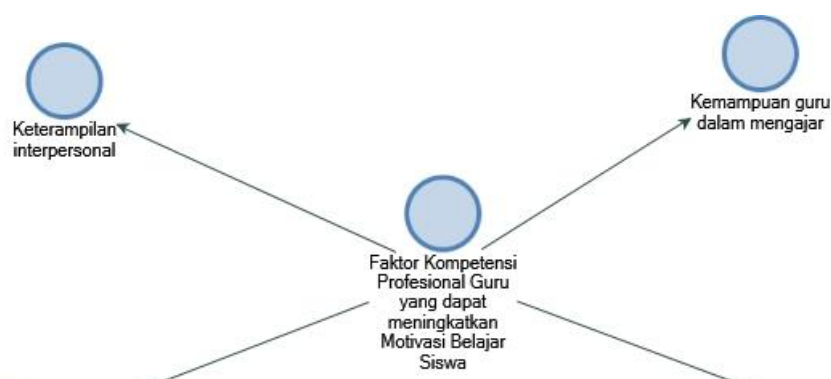 Keterampilan
interpersonal
Kemampuan guru
dalam mengajar
Faktor Kompetensi
Profesional Guru
yang dapat
meningkatkan
Motivasi Belajar
Siswa